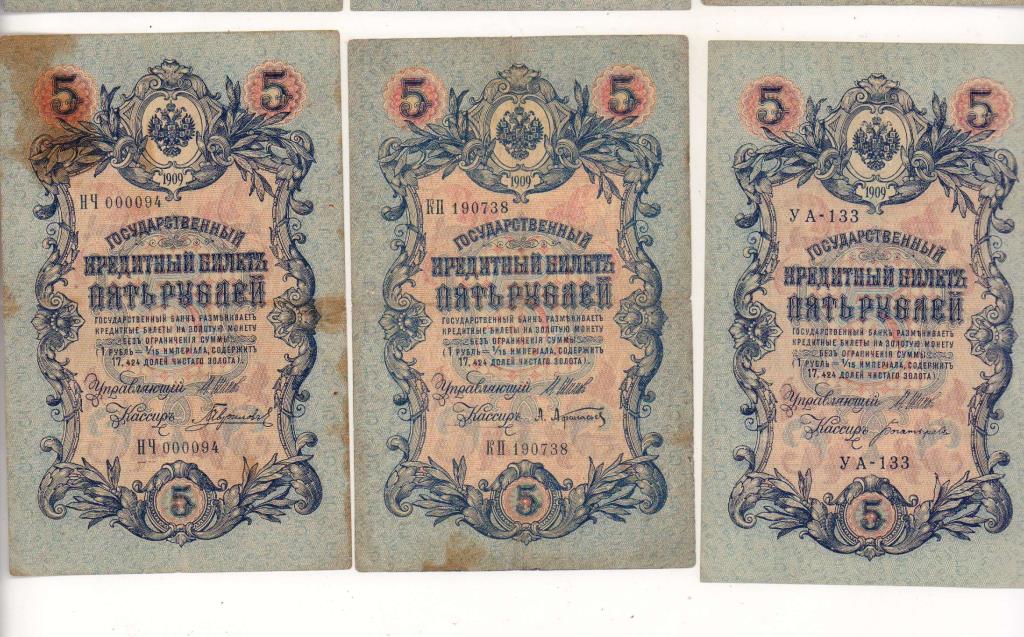 5 5
1909
НЧ 000094
ГОСУДАРСТВЕННЫЙ
КРЕДИТНЫЙ БИЛЕТЪ
ПЯТЬ РУБЛЕЙ
ГОСУДАРСТВЕННЫЙ БАНКЪ РАЗМѢНИВАЕТЪ
КРЕДИТНЫЕ БИЛЕТЫ НА ЗОЛОТУЮ МОНЕТУ
БЕЗЪ ОГРАНИЧЕНІЯ СУММЫ
(1 РУБЛЬ = 1/15 ИМПЕРІАЛА, СОДЕРЖИТЪ
17,424 ДОЛЕЙ ЧИСТАГО ЗОЛОТА).
Управляющій
Кассиръ
НЧ 000094
5
5 5
1909
КП 190738
ГОСУДАРСТВЕННЫЙ
КРЕДИТНЫЙ БИЛЕТЪ
ПЯТЬ РУБЛЕЙ
ГОСУДАРСТВЕННЫЙ БАНКЪ РАЗМѢНИВАЕТЪ
КРЕДИТНЫЕ БИЛЕТЫ НА ЗОЛОТУЮ МОНЕТУ
БЕЗЪ ОГРАНИЧЕНІЯ СУММЫ
(1 РУБЛЬ = 1/15 ИМПЕРІАЛА, СОДЕРЖИТЪ
17,424 ДОЛЕЙ ЧИСТАГО ЗОЛОТА).
Управляющій
Кассиръ
КП 190738
5
5 5
1909
УА-133
ГОСУДАРСТВЕННЫЙ
КРЕДИТНЫЙ БИЛЕТЪ
ПЯТЬ РУБЛЕЙ
ГОСУДАРСТВЕННЫЙ БАНКЪ РАЗМѢНИВАЕТЪ
КРЕДИТНЫЕ БИЛЕТЫ НА ЗОЛОТУЮ МОНЕТУ
БЕЗЪ ОГРАНИЧЕНІЯ СУММЫ
(1 РУБЛЬ = 1/15 ИМПЕРІАЛА, СОДЕРЖИТЪ
17,424 ДОЛЕЙ ЧИСТАГО ЗОЛОТА).
Управляющій
Кассиръ
УА-133
5